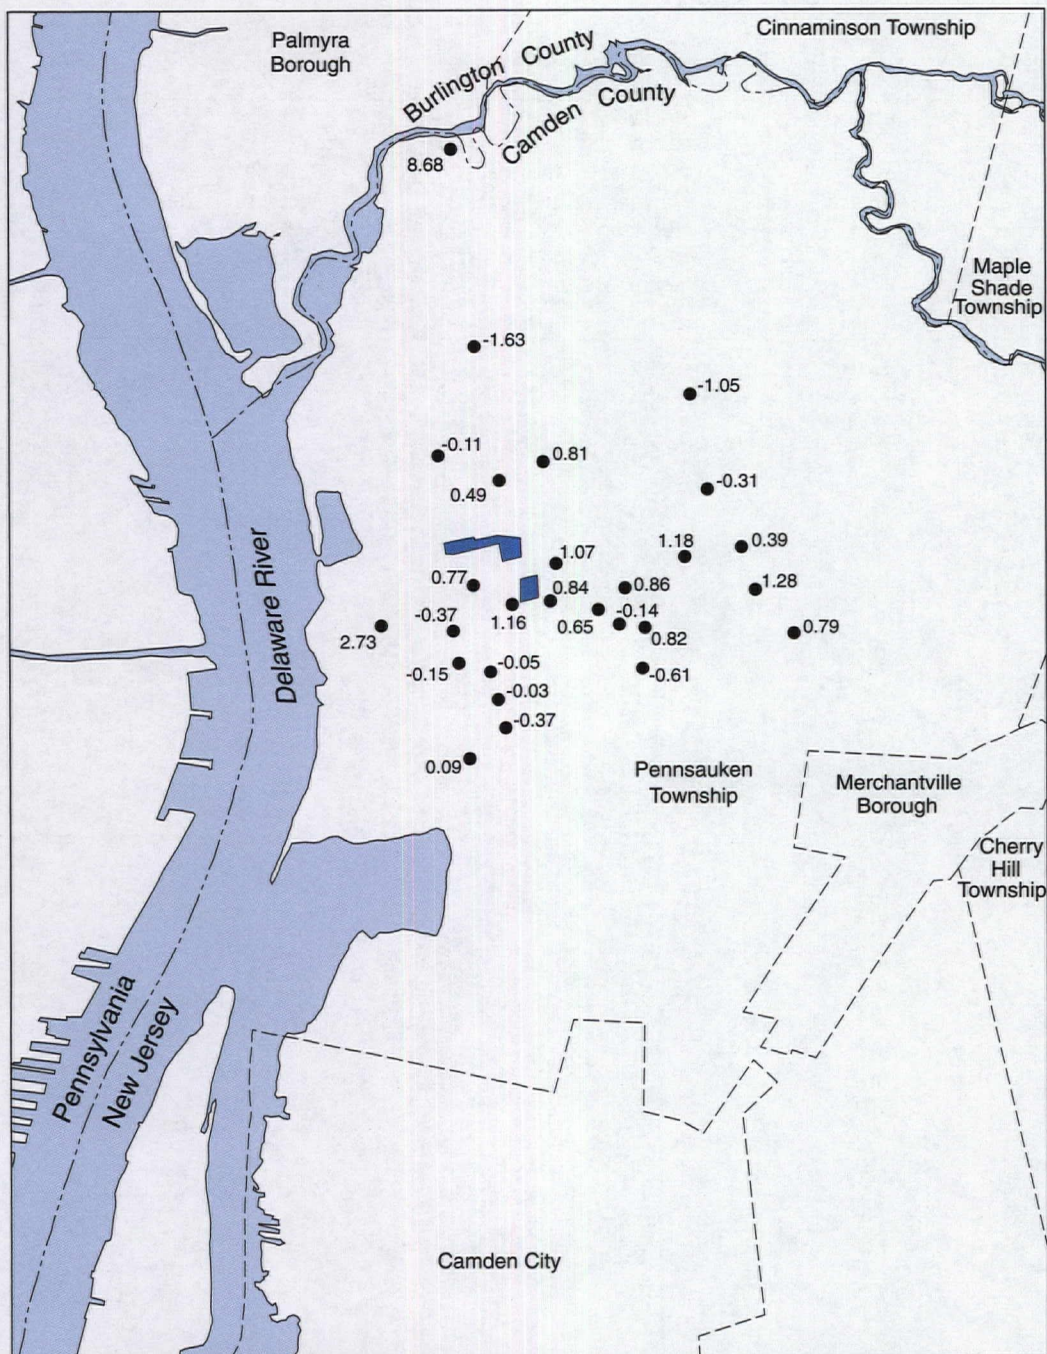 Cinnaminson Township
Palmyra
Borough
Burlington County
Camden County
8.68
Maple
Shade
Township
-1.63
-1.05
-0.11
0.81
0.49
-0.31
1.18
0.39
1.07
0.77
0.84
0.86
1.28
-0.37
1.16
0.65
-0.14
0.82
0.79
2.73
-0.15
-0.05
-0.61
-0.03
-0.37
0.09
Delaware River
Pennsauken
Township
Merchantville
Borough
Cherry
Hill
Township
Pennsylvania
New Jersey
Camden City